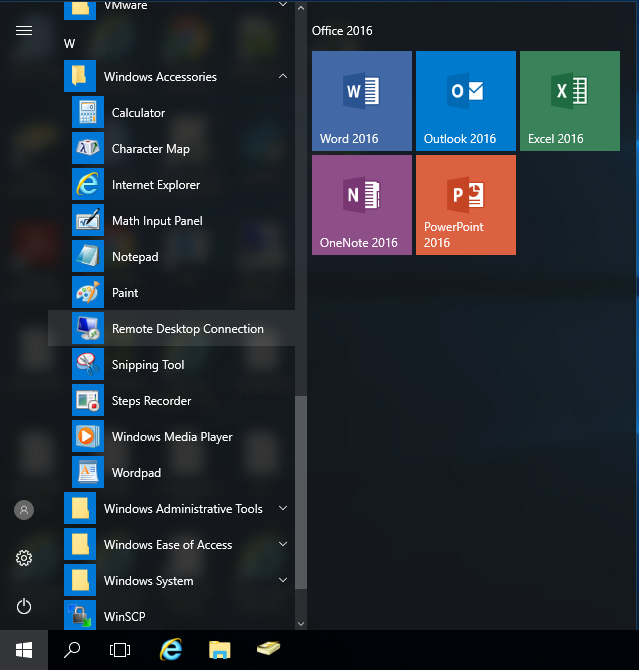 VMware
W
Windows Accessories
Calculator
Character Map
Internet Explorer
Math Input Panel
Notepad
Paint
Remote Desktop Connection
Snipping Tool
Steps Recorder
Windows Media Player
Wordpad
Windows Administrative Tools
Windows Ease of Access
Windows System
WinSCP
Office 2016
Word 2016
Outlook 2016
Excel 2016
OneNote 2016
PowerPoint
2016